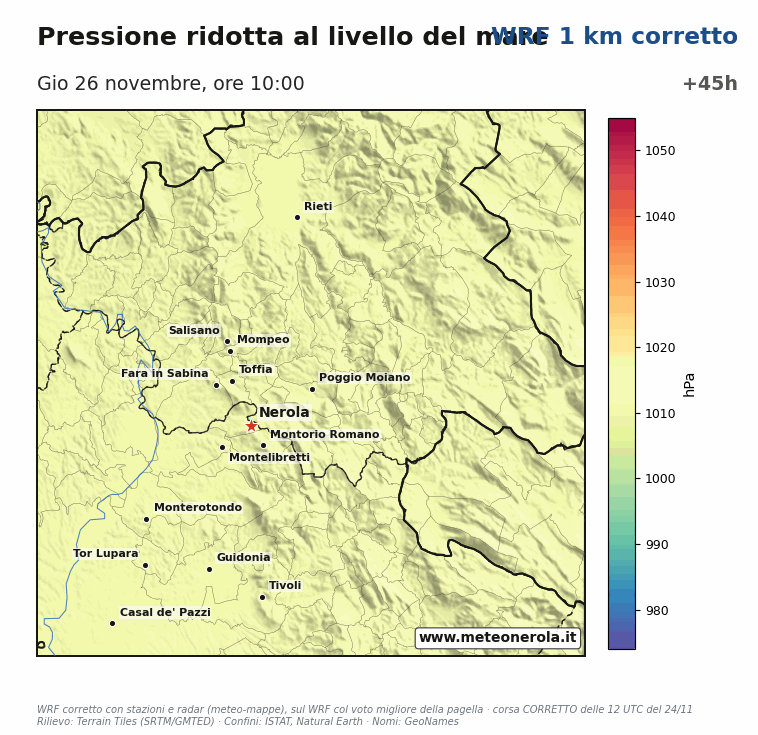 Pressione ridotta al livello del mare WRF 1 km corretto
Gio 26 novembre, ore 10:00 +45h
Rieti
Salisano
Mompeo
Toffia
Fara in Sabina
Poggio Moiano
Nerola
Montorio Romano
Montelibretti
Monterotondo
Tor Lupara
Guidonia
Tivoli
Casal de' Pazzi
www.meteonerola.it
1050
1040
1030
1020
1010
1000
990
980
hPa
WRF corretto con stazioni e radar (meteo-mappe), sul WRF col voto migliore della pagella · corsa CORRETTO delle 12 UTC del 24/11
Rilievo: Terrain Tiles (SRTM/GMTED) · Confini: ISTAT, Natural Earth · Nomi: GeoNames